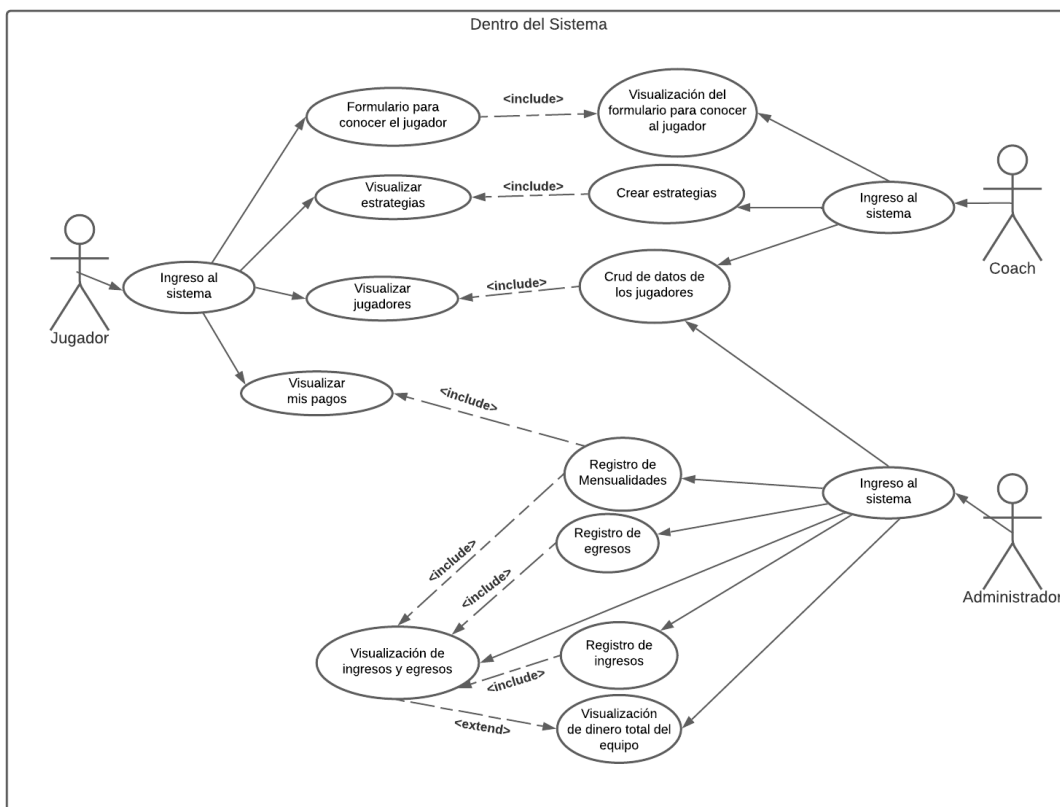 Dentro del Sistema
Formulario para
conocer el jugador
<include>
Visualización del
formulario para conocer
al jugador
Visualizar
estrategias
<include>
Crear estrategias
Ingreso al
sistema
Coach
Ingreso al
sistema
Jugador
Visualizar
jugadores
<include>
Crud de datos de
los jugadores
Visualizar
mis pagos
<include>
Registro de
Mensualidades
Ingreso al
sistema
Administrador
<include>
Registro de
egresos
<include>
Visualización de
ingresos y egresos
Registro de
ingresos
<include>
<extend>
Visualización
de dinero total del
equipo